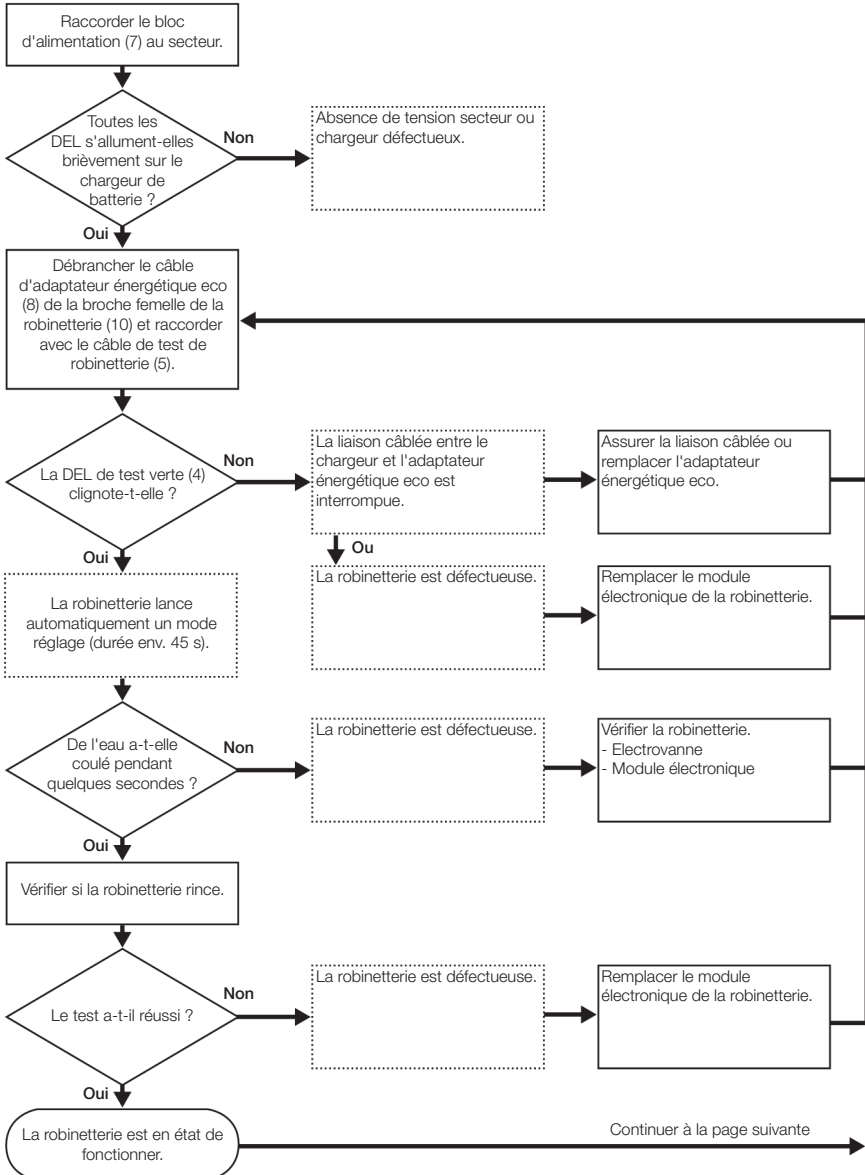 Raccorder le bloc
d'alimentation (7) au secteur.
Toutes les
DEL s'allument-elles
brièvement sur le
chargeur de
batterie ?
Non
Absence de tension secteur ou
chargeur défectueux.
Oui
Débrancher le câble
d'adaptateur énergétique eco
(8) de la broche femelle de la
robinetterie (10) et raccorder
avec le câble de test de
robinetterie (5).
La DEL de test verte (4)
clignote-t-elle ?
Non
La liaison câblée entre le
chargeur et l'adaptateur
énergétique eco est
interrompue.
Assurer la liaison câblée ou
remplacer l'adaptateur
énergétique eco.
Ou
La robinetterie est défectueuse.
Remplacer le module
électronique de la robinetterie.
Oui
La robinetterie lance
automatiquement un mode
réglage (durée env. 45 s).
De l'eau a-t-elle
coulé pendant
quelques secondes ?
Non
La robinetterie est défectueuse.
Vérifier la robinetterie.
- Electrovanne
- Module électronique
Oui
Vérifier si la robinetterie rince.
Le test a-t-il réussi ?
Non
La robinetterie est défectueuse.
Remplacer le module
électronique de la robinetterie.
Oui
La robinetterie est en état de
fonctionner.
Continuer à la page suivante